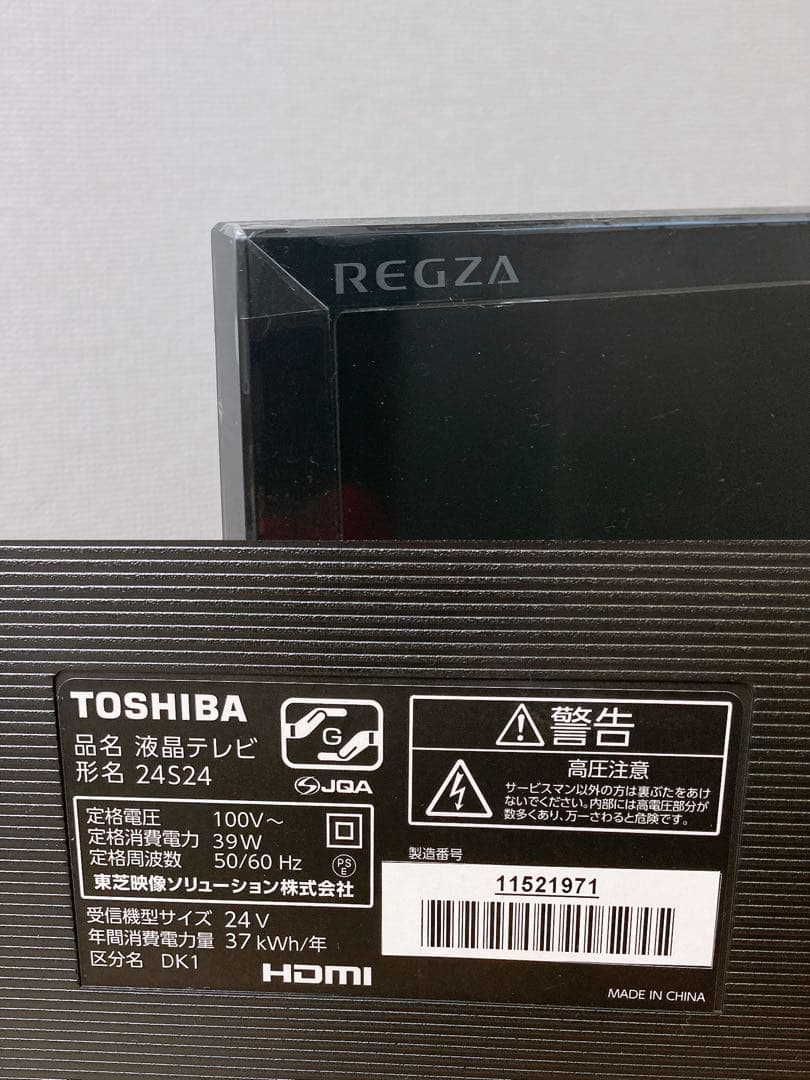 REGZA
TOSHIBA
品名 液晶テレビ
形名 24S24
G
JQA
定格電圧 100V～
定格消費電力 39W
定格周波数 50/60 Hz
PS
E
東芝映像ソリューション株式会社
受信機型サイズ 24V
年間消費電力量 37kWh/年
区分名 DK1
HDMI
警告
高圧注意
サービスマン以外の方は裏ぶたをあけ
ないでください。内部には高電圧部分が
数多くあり、万一さわると危険です。
製造番号
11521971
MADE IN CHINA